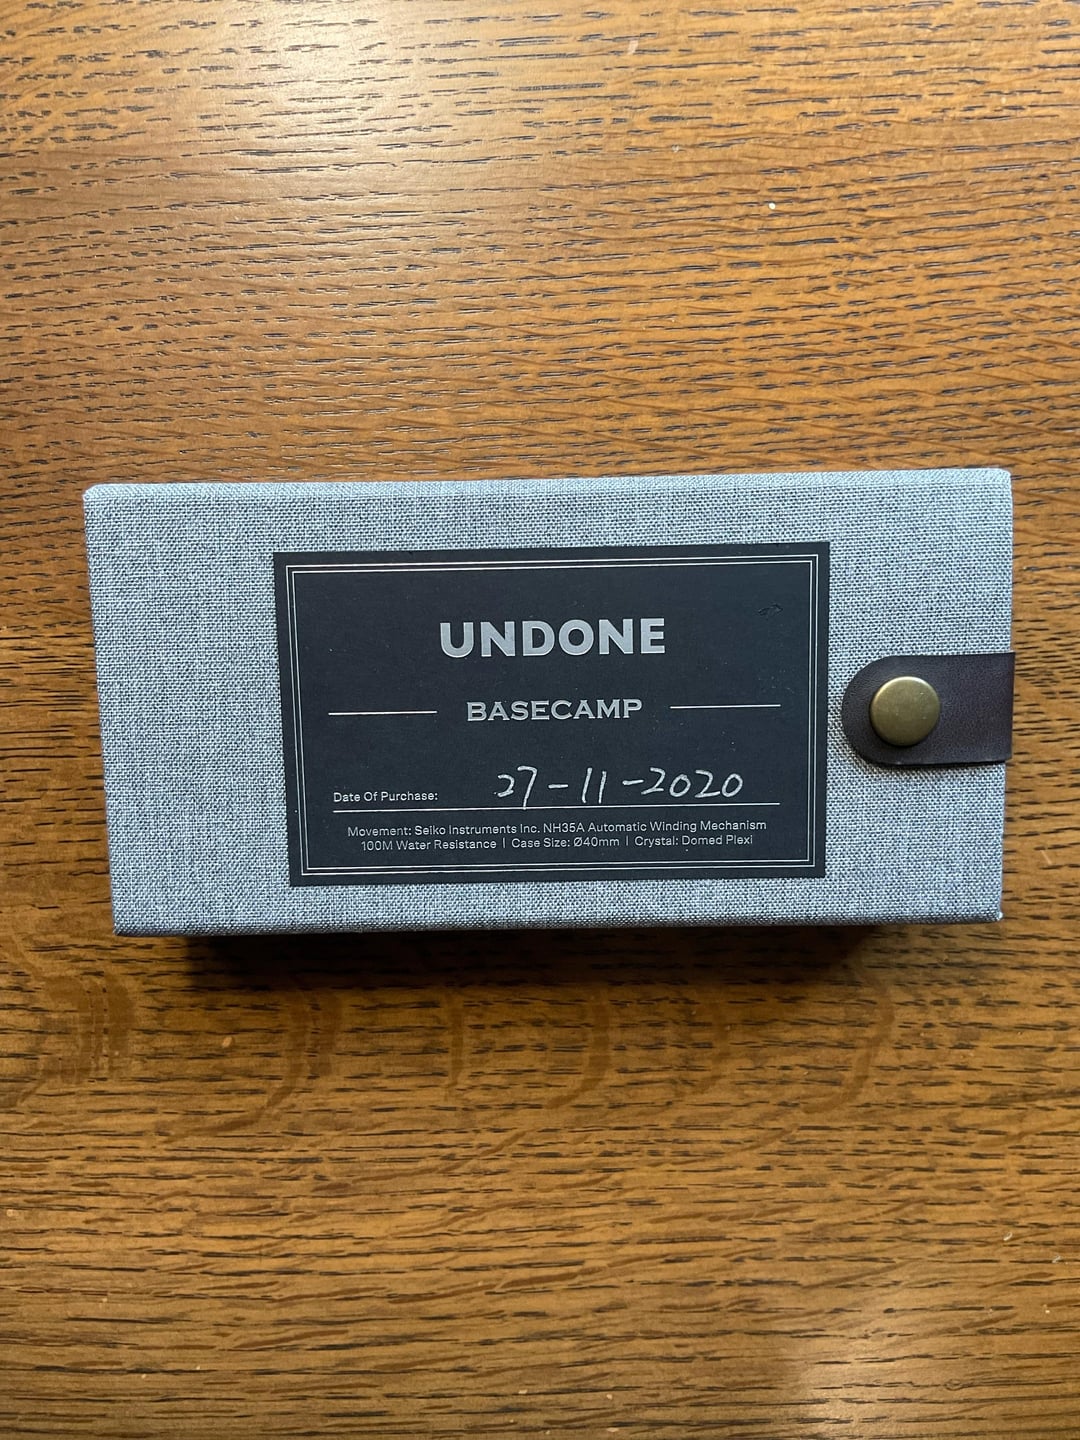 UNDONE
BASECAMP
Date Of Purchase: 27-11-2020
Movement: Seiko Instruments Inc. NH35A Automatic Winding Mechanism
100M Water Resistance | Case Size: Ø40mm | Crystal: Domed Plexi